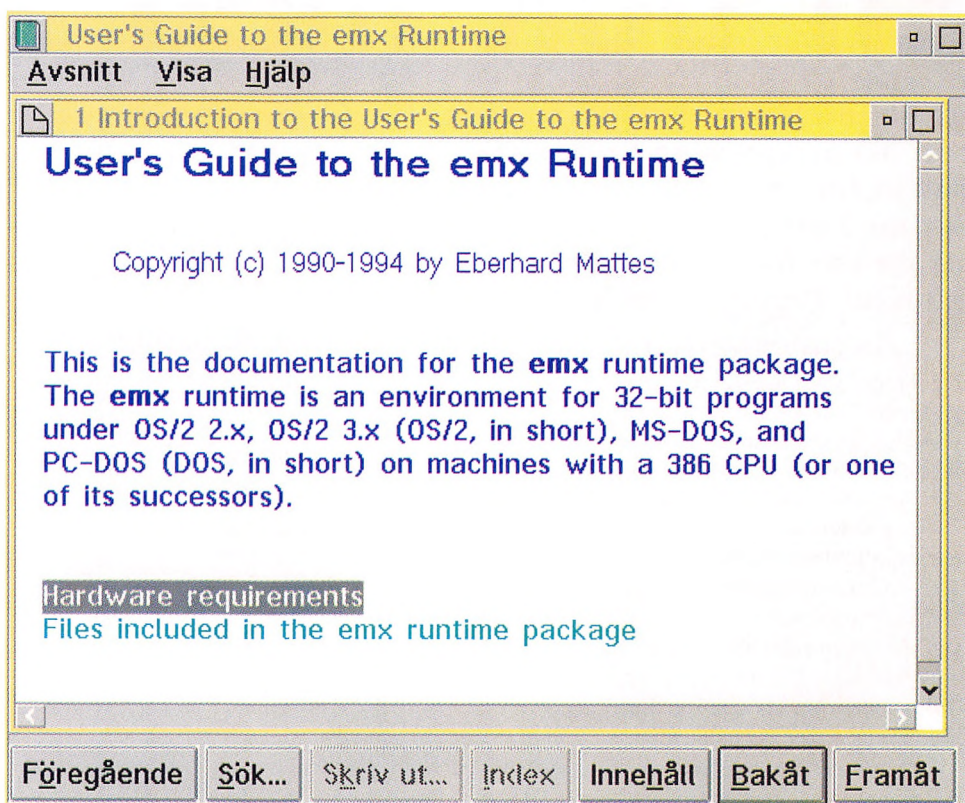 User's Guide to the emx Runtime
Avsnitt Visa Hjälp
1 Introduction to the User's Guide to the emx Runtime
User's Guide to the emx Runtime
Copyright (c) 1990-1994 by Eberhard Mattes
This is the documentation for the emx runtime package.
The emx runtime is an environment for 32-bit programs
under OS/2 2.x, OS/2 3.x (OS/2, in short), MS-DOS, and
PC-DOS (DOS, in short) on machines with a 386 CPU (or one
of its successors).
Hardware requirements
Files included in the emx runtime package
Föregående Sök... Skriv ut... Index Innehåll Bakåt Framåt